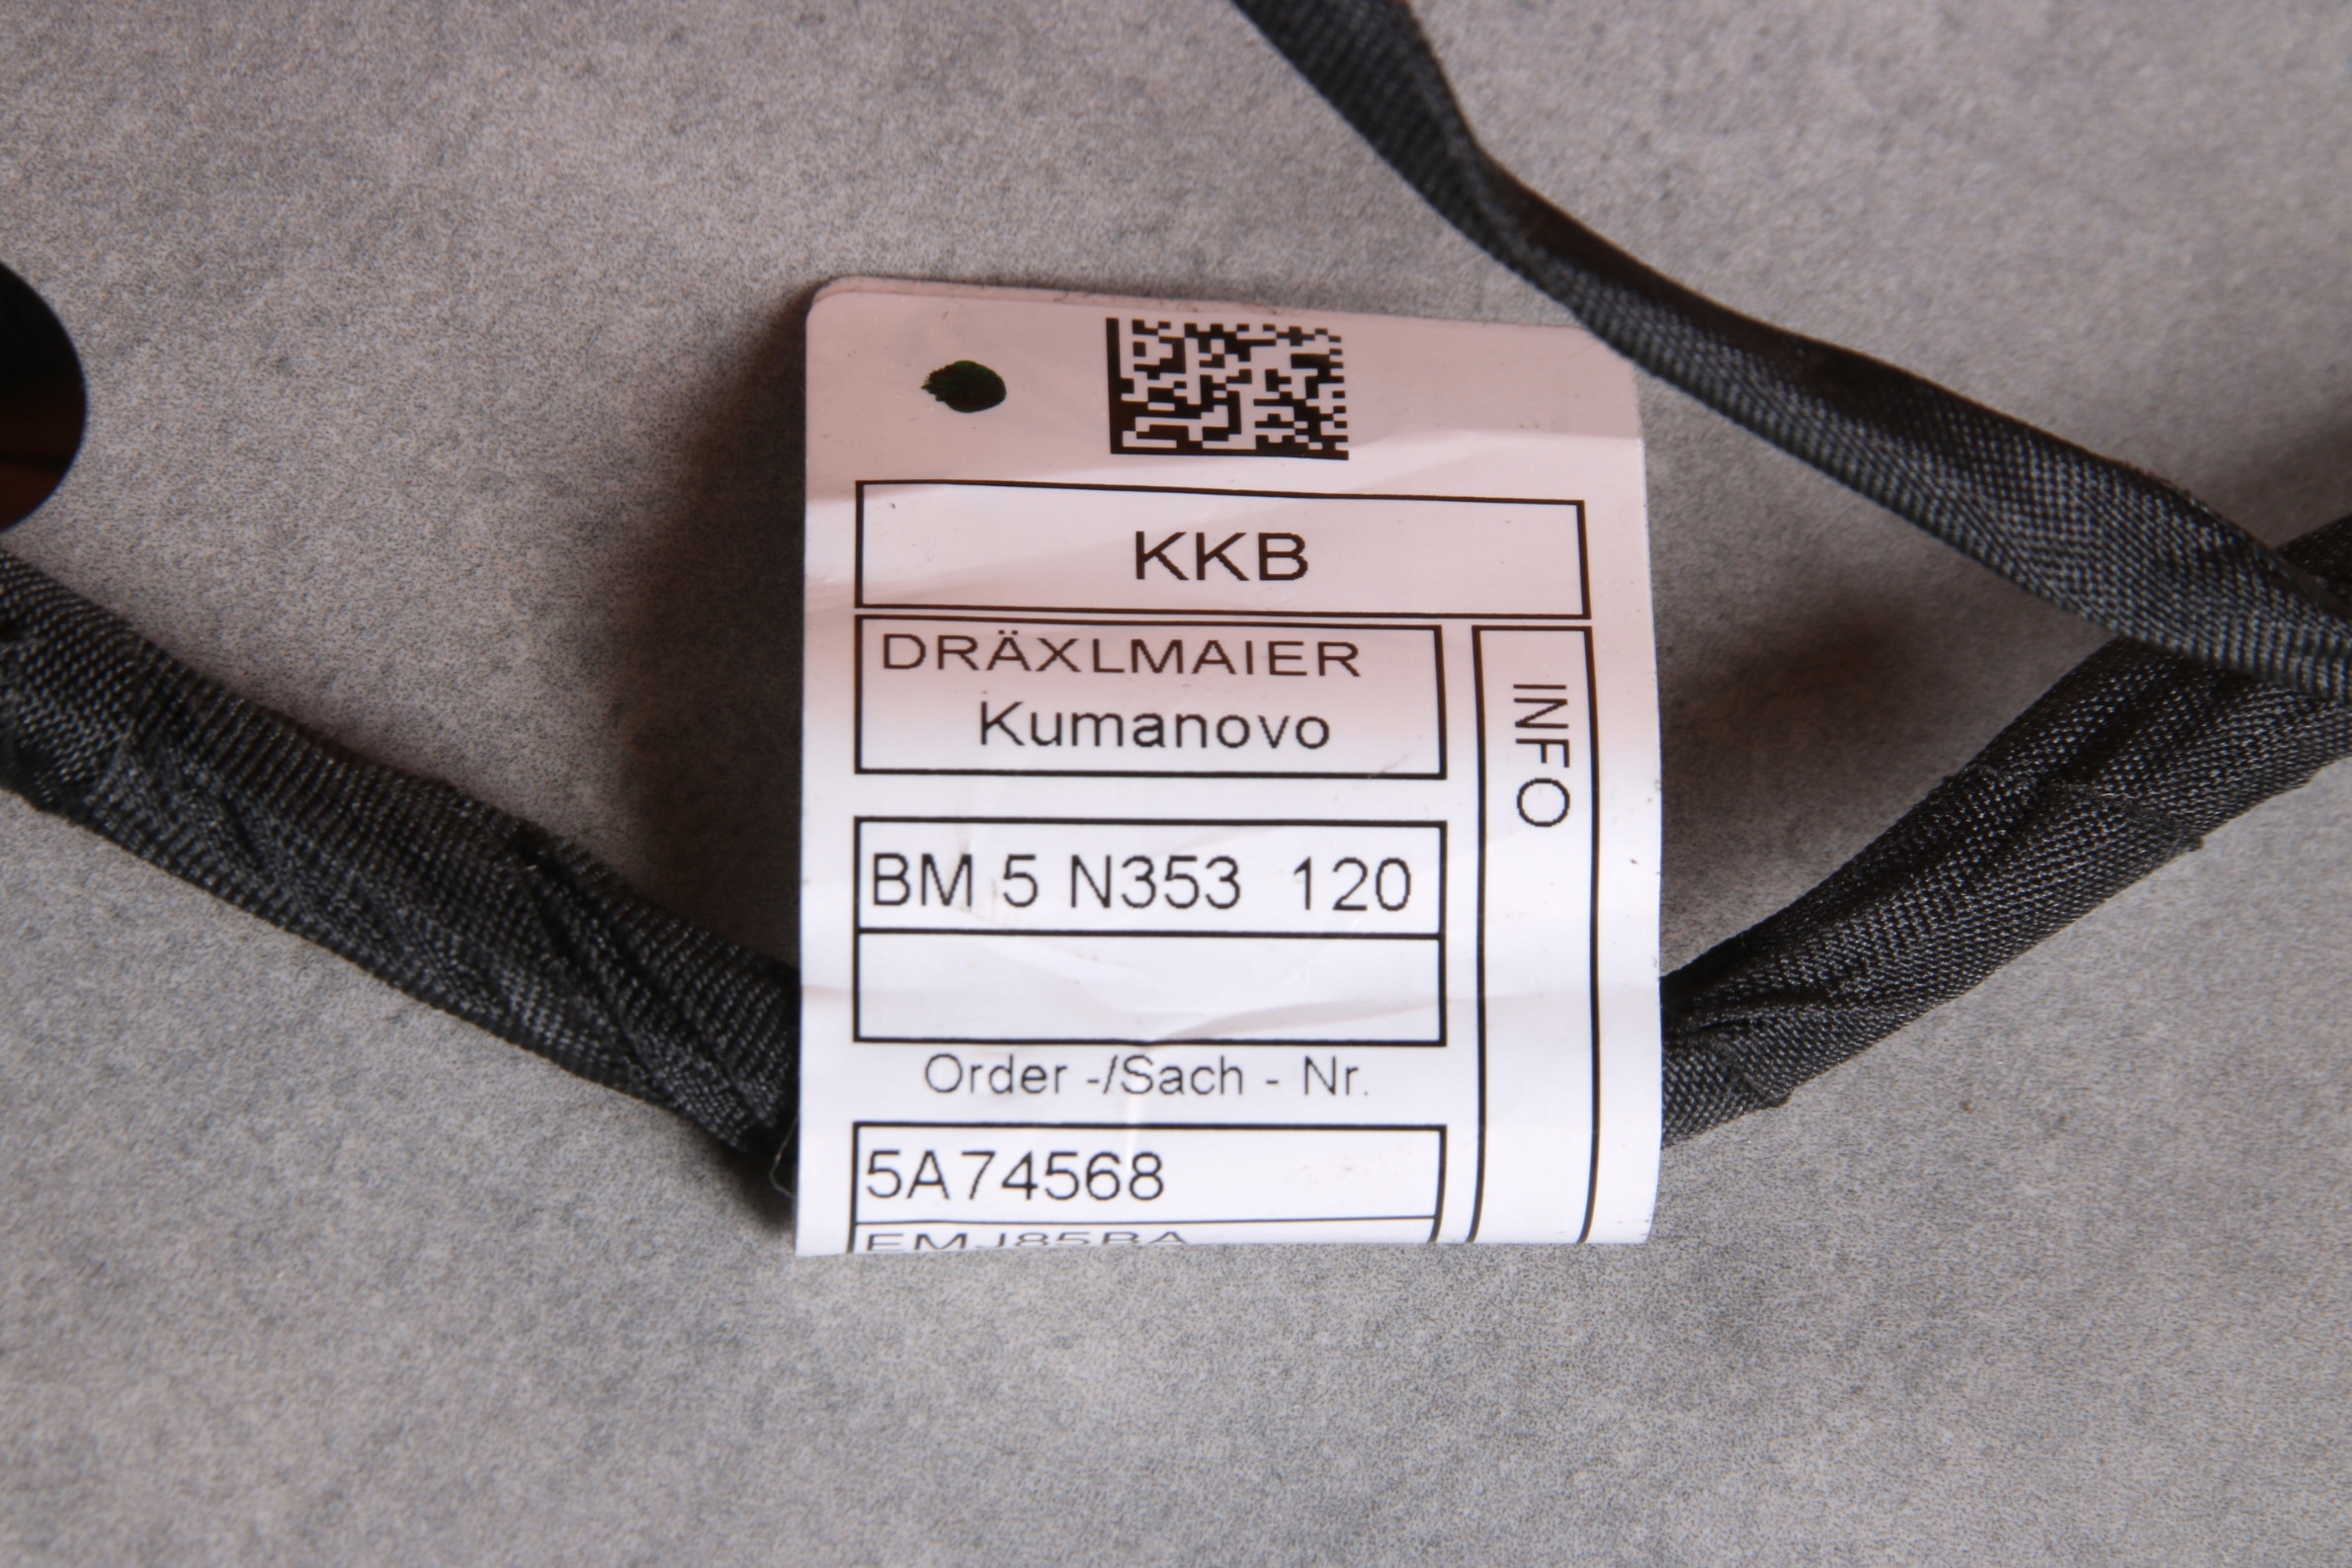 KKB
DRÄXLMAIER
Kumanovo
INFO
BM 5 N353 120
Order -/Sach - Nr.
5A74568